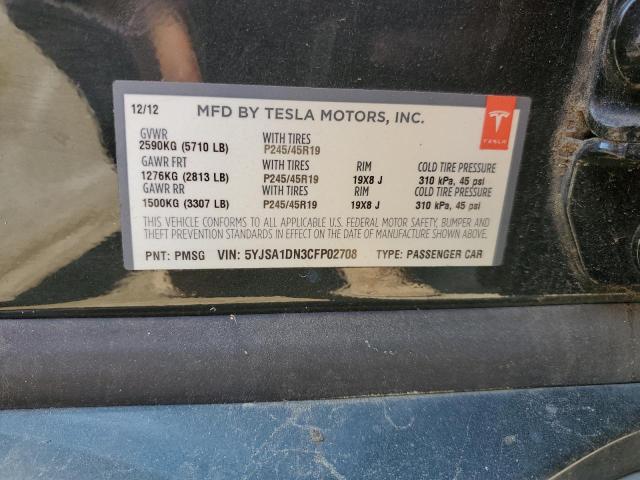 12/12 MFD BY TESLA MOTORS, INC.
GVWR WITH TIRES
2590KG (5710 LB) P245/45R19
GAWR FRT WITH TIRES RIM COLD TIRE PRESSURE
1276KG (2813 LB) P245/45R19 19X8 J 310 kPa, 45 psi
GAWR RR WITH TIRES RIM COLD TIRE PRESSURE
1500KG (3307 LB) P245/45R19 19X8 J 310 kPa, 45 psi
THIS VEHICLE CONFORMS TO ALL APPLICABLE U.S. FEDERAL MOTOR SAFETY, BUMPER AND
THEFT PREVENTION STANDARDS IN EFFECT ON THE DATE OF MANUFACTURE SHOWN ABOVE.
PNT: PMSG VIN: 5YJSA1DN3CFP02708 TYPE: PASSENGER CAR
TESLA